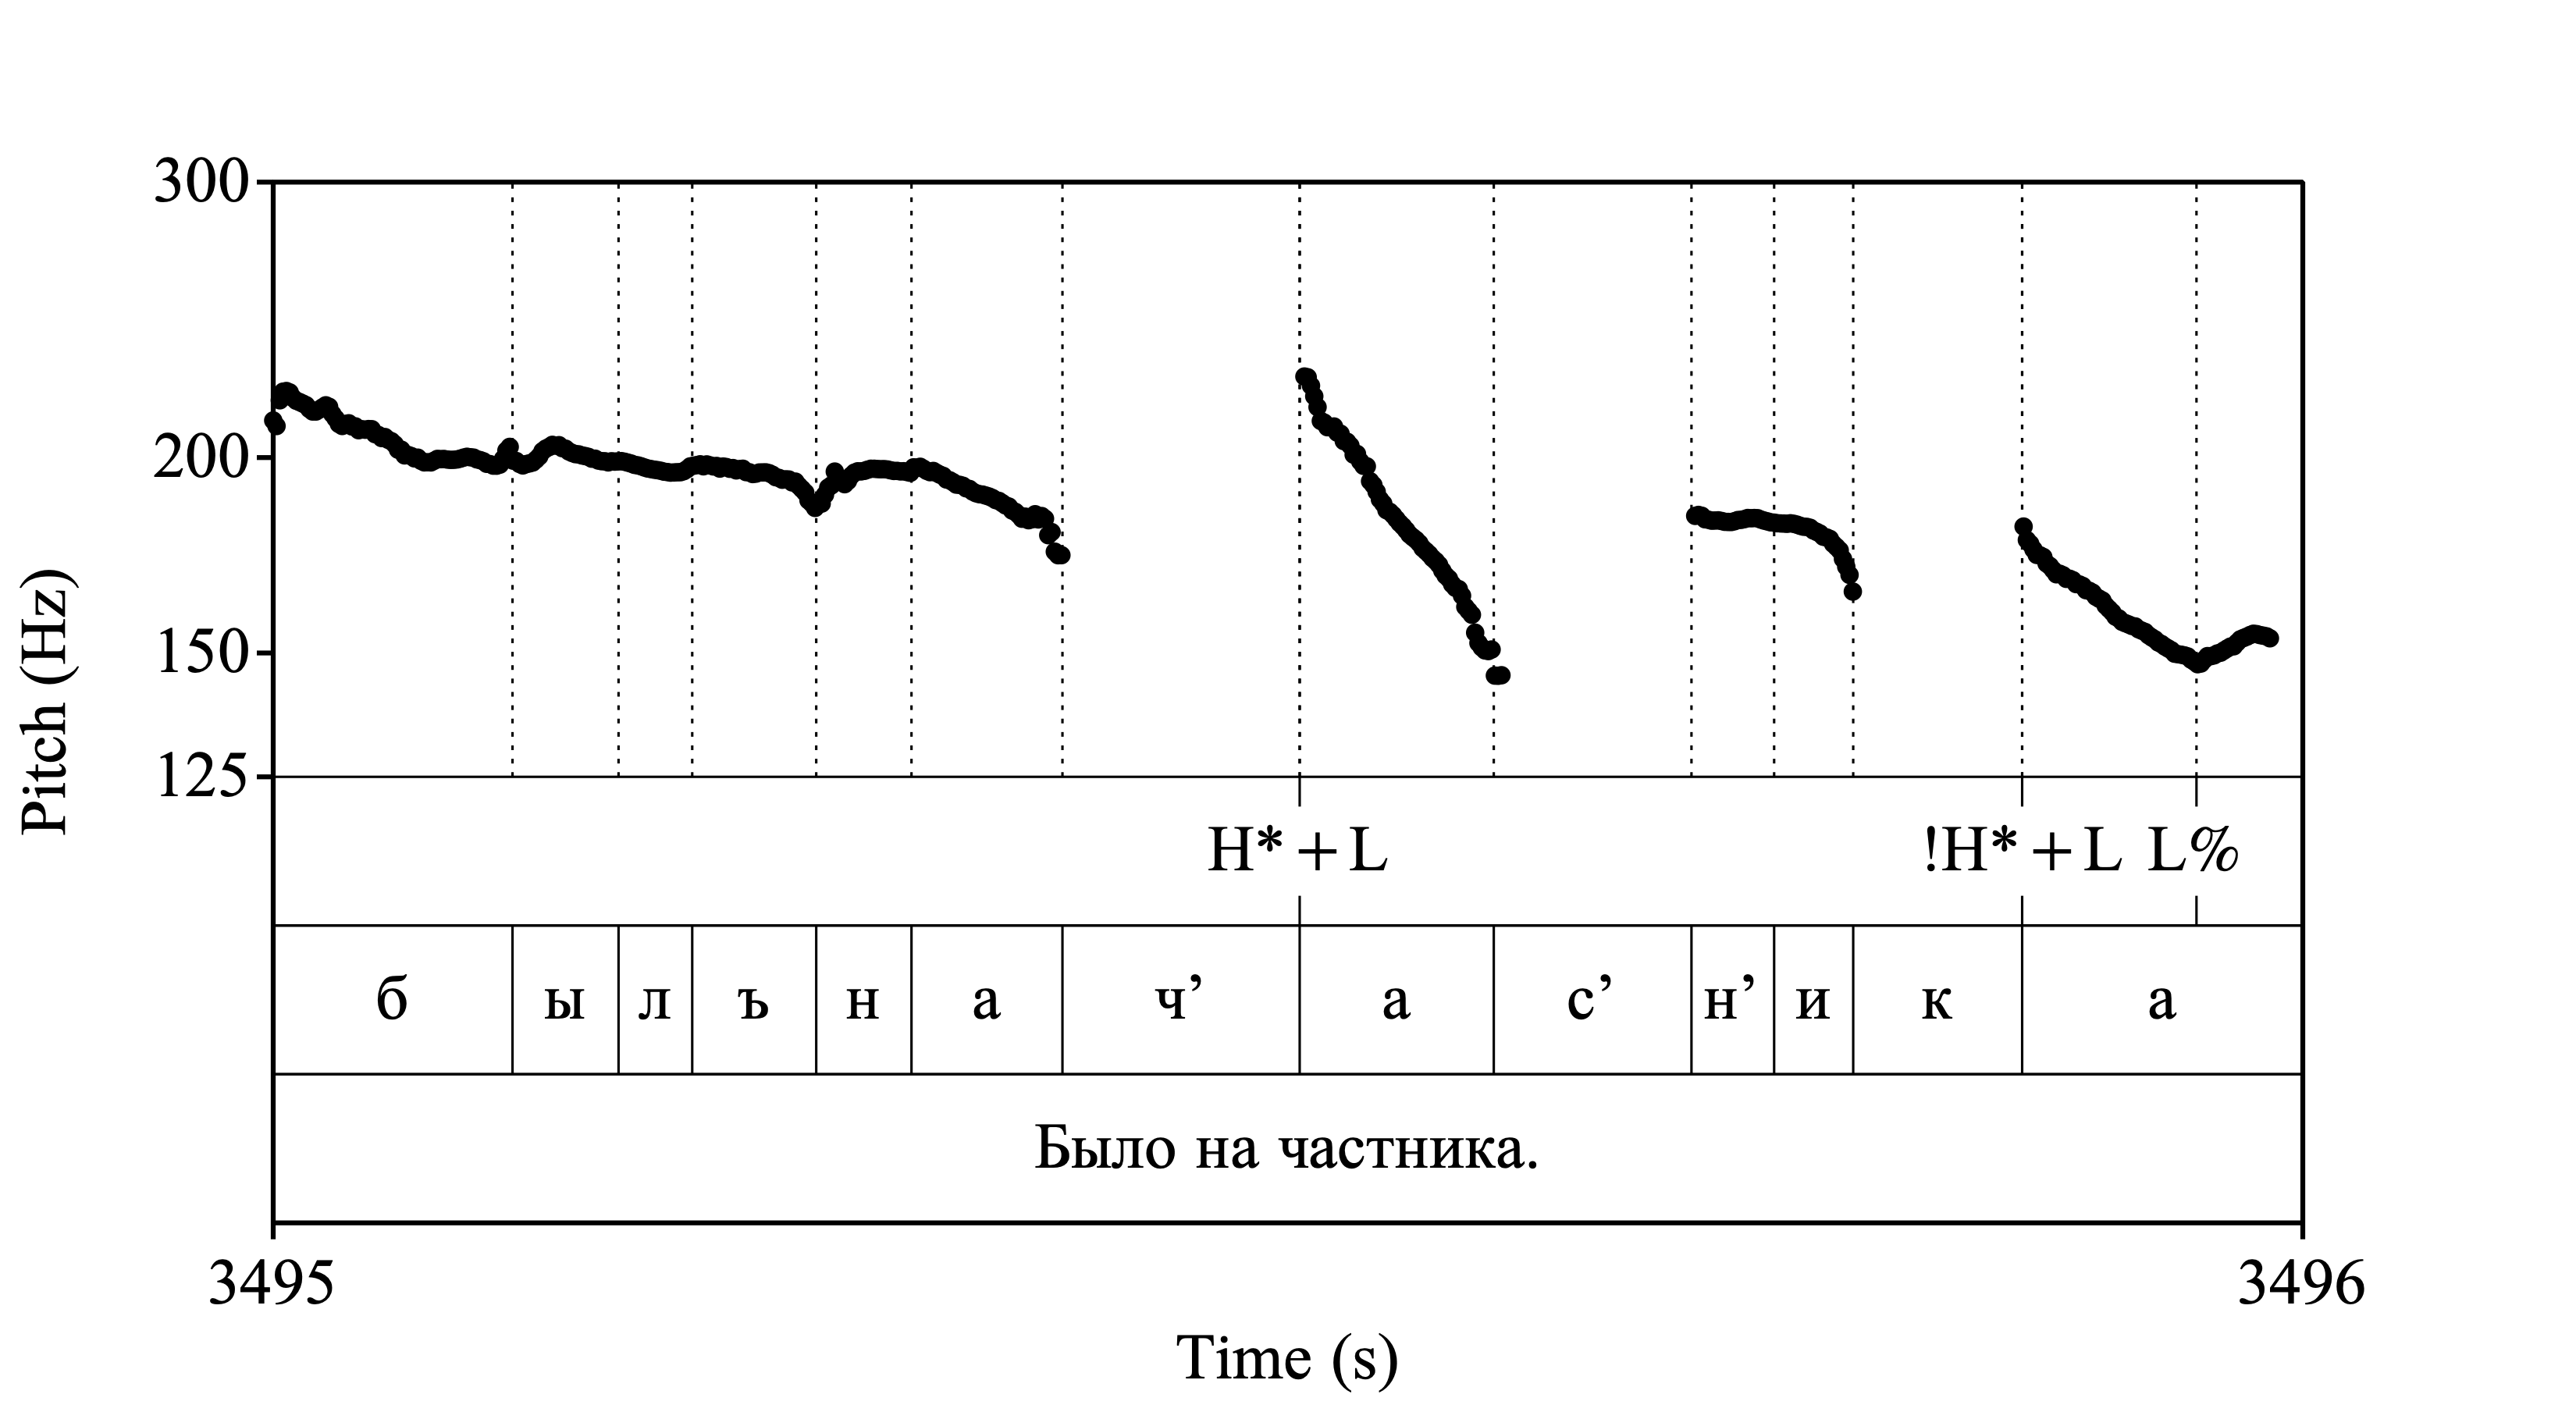 300
200
150
125
Pitch (Hz)
H* + L !H* + L L%
б ы л ъ н а ч’ а с’ н’ и к а
Было на частника.
3495 3496
Time (s)